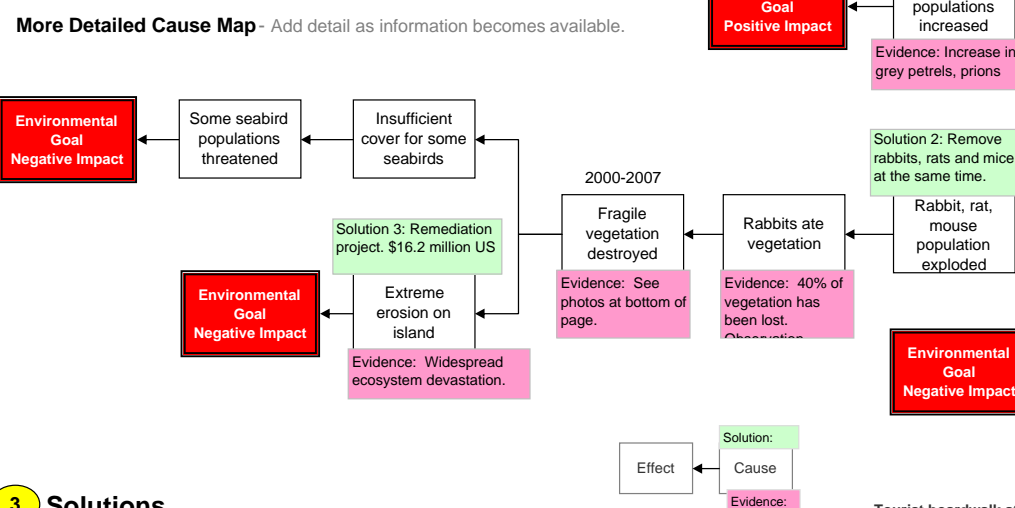 Goal
Positive Impact
populations
increased
Evidence: Increase in
grey petrels, prions
More Detailed Cause Map - Add detail as information becomes available.
Environmental
Goal
Negative Impact
Some seabird
populations
threatened
Insufficient
cover for some
seabirds
Solution 2: Remove
rabbits, rats and mice
at the same time.
2000-2007
Fragile
vegetation
destroyed
Rabbits ate
vegetation
Rabbit, rat,
mouse
population
exploded
Solution 3: Remediation
project. $16.2 million US
Evidence: See
photos at bottom of
page.
Evidence: 40% of
vegetation has
been lost.
Observation
Environmental
Goal
Negative Impact
Extreme
erosion on
island
Evidence: Widespread
ecosystem devastation.
Environmental
Goal
Negative Impact
Solution:
Effect
Cause
Evidence:
3 Solutions
Tourist boardwalk